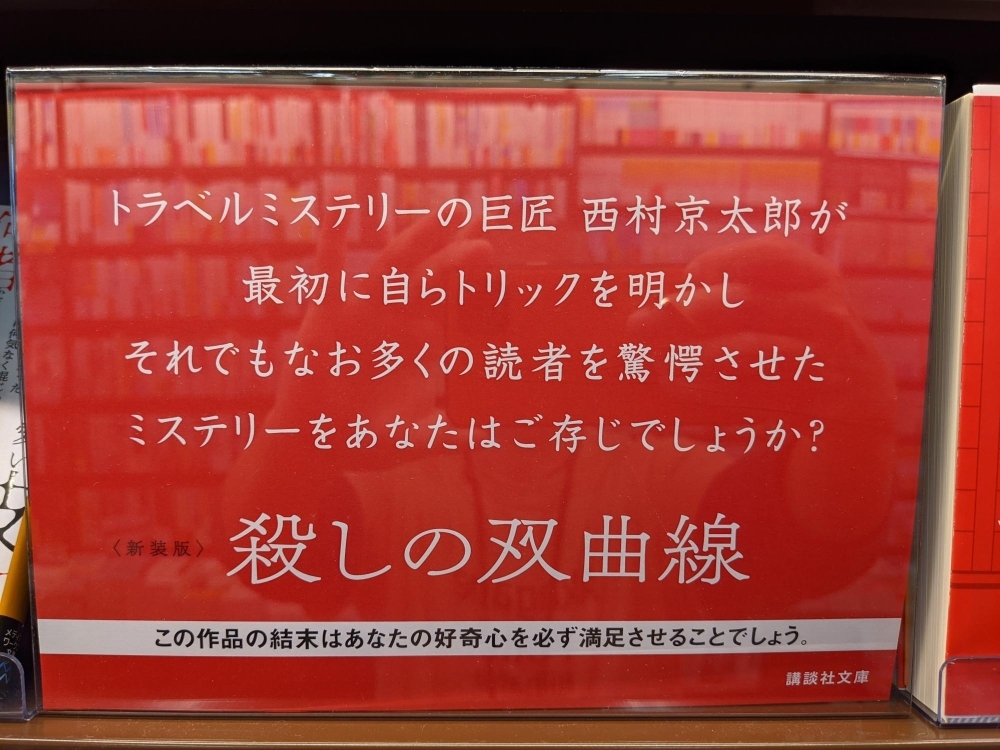 トラベルミステリーの巨匠 西村京太郎が
最初に自らトリックを明かし
それでもなお多くの読者を驚愕させた
ミステリーをあなたはご存じでしょうか?
〈新装版〉 殺しの双曲線
この作品の結末はあなたの好奇心を必ず満足させることでしょう。
講談社文庫